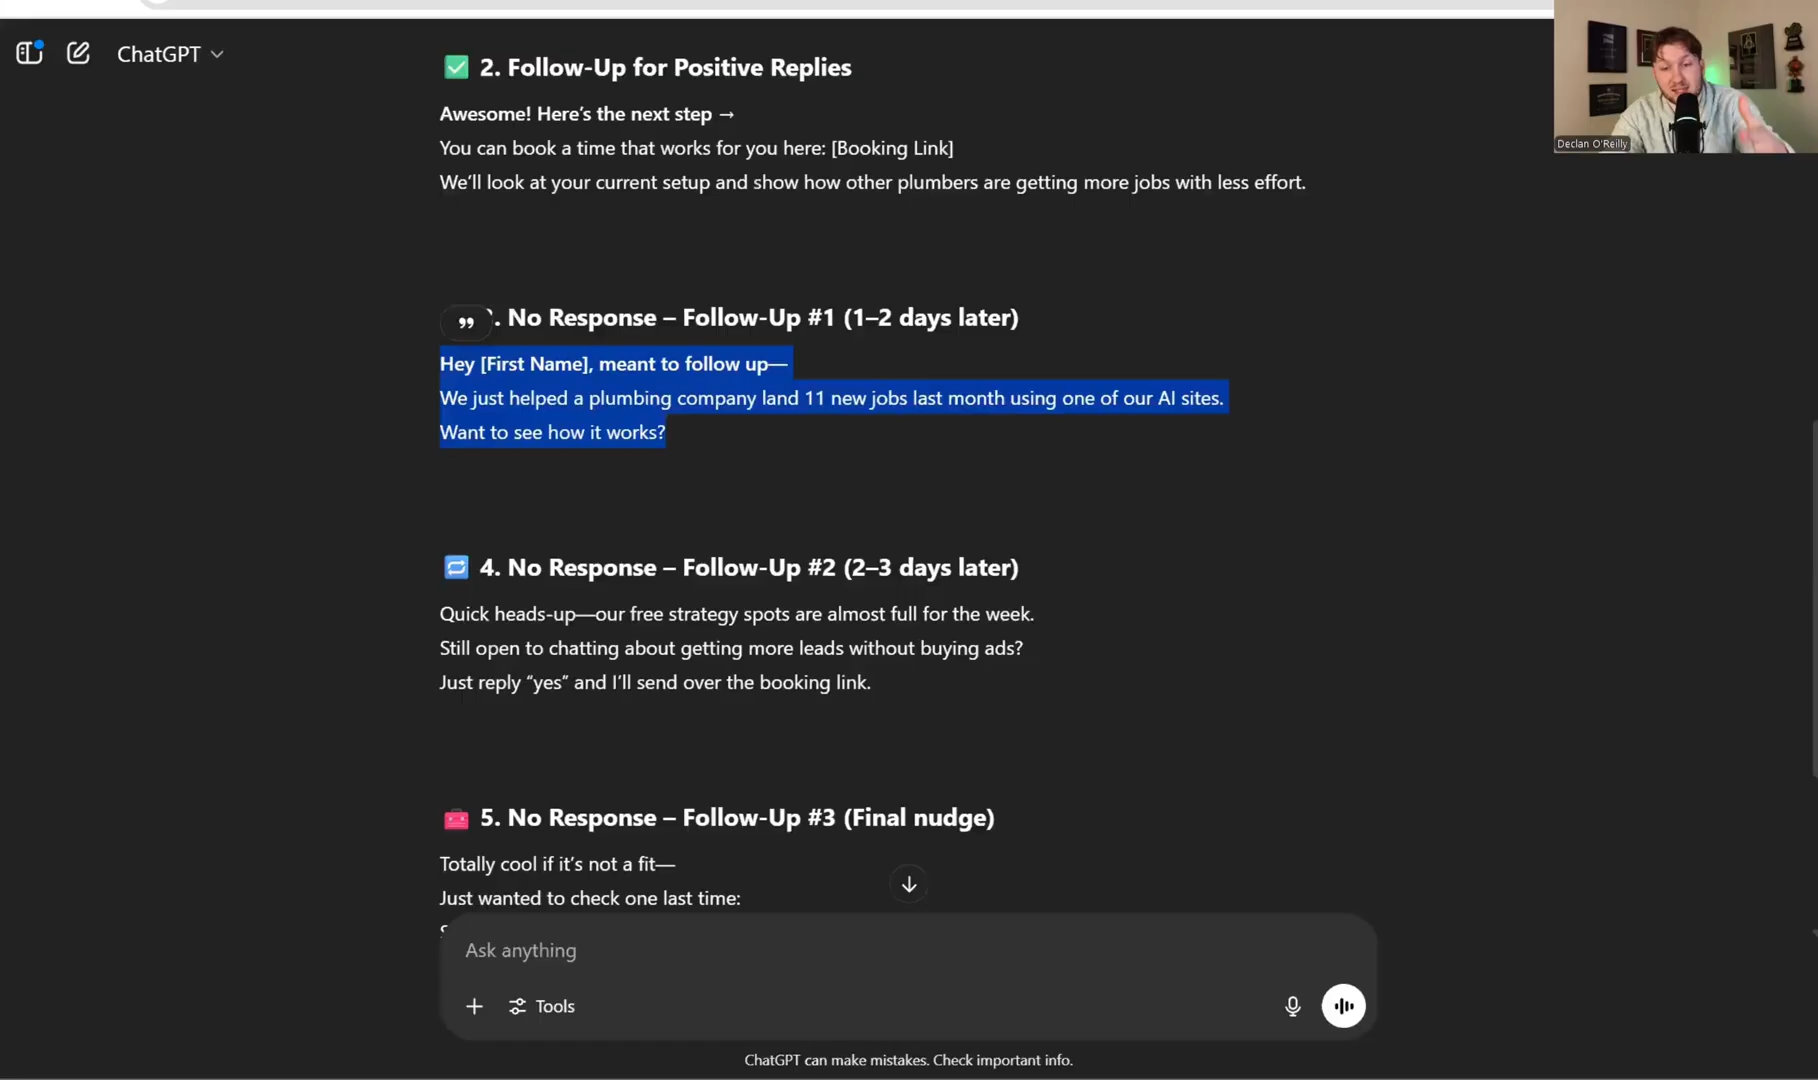 ChatGPT
Declan O'Reilly
2. Follow-Up for Positive Replies
Awesome! Here's the next step →
You can book a time that works for you here: [Booking Link]
We'll look at your current setup and show how other plumbers are getting more jobs with less effort.
. No Response – Follow-Up #1 (1–2 days later)
Hey [First Name], meant to follow up—
We just helped a plumbing company land 11 new jobs last month using one of our AI sites.
Want to see how it works?
4. No Response – Follow-Up #2 (2–3 days later)
Quick heads-up—our free strategy spots are almost full for the week.
Still open to chatting about getting more leads without buying ads?
Just reply “yes” and I'll send over the booking link.
5. No Response – Follow-Up #3 (Final nudge)
Totally cool if it's not a fit—
Just wanted to check one last time:
Ask anything
Tools
ChatGPT can make mistakes. Check important info.